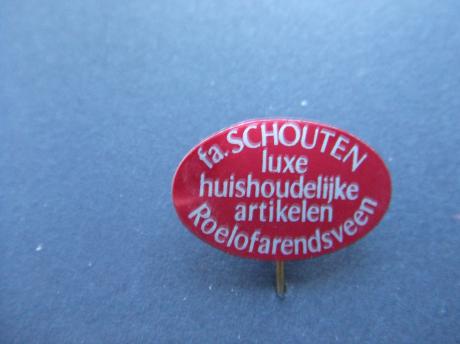 fa. SCHOUTEN
luxe
huishoudelijke
artikelen
Roelofarendsveen